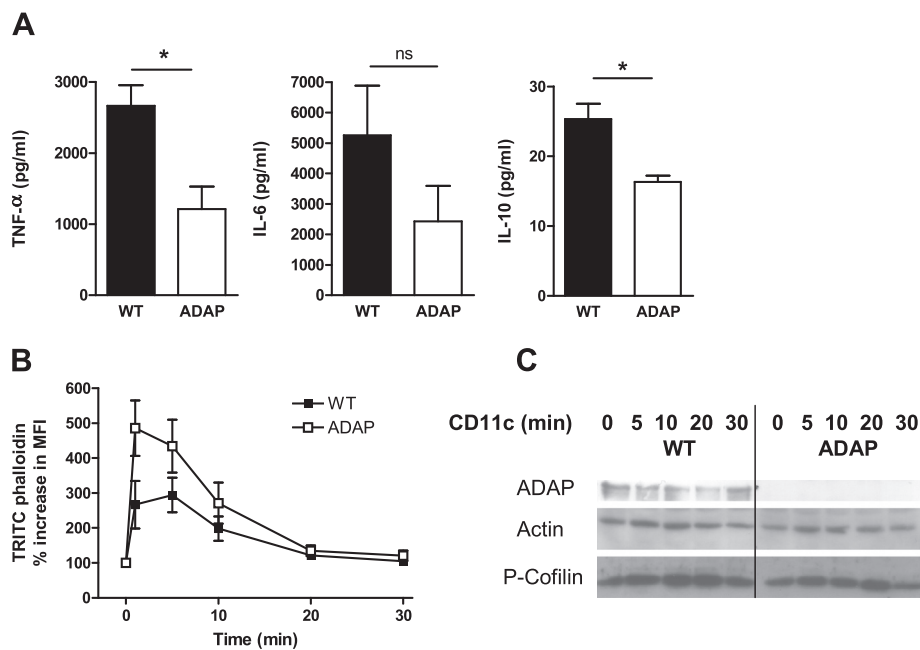 A
*
ns
*
3000
2000
1000
0
TNF-α (pg/ml)
WT
ADAP
7000
6000
5000
4000
3000
2000
1000
0
IL-6 (pg/ml)
WT
ADAP
30
20
10
0
IL-10 (pg/ml)
WT
ADAP
B
600
500
400
300
200
100
0
TRITC phalloidin
% increase in MFI
WT
ADAP
0 10 20 30
Time (min)
C
CD11c (min) 0 5 10 20 30 0 5 10 20 30
WT ADAP
ADAP
Actin
P-Cofilin